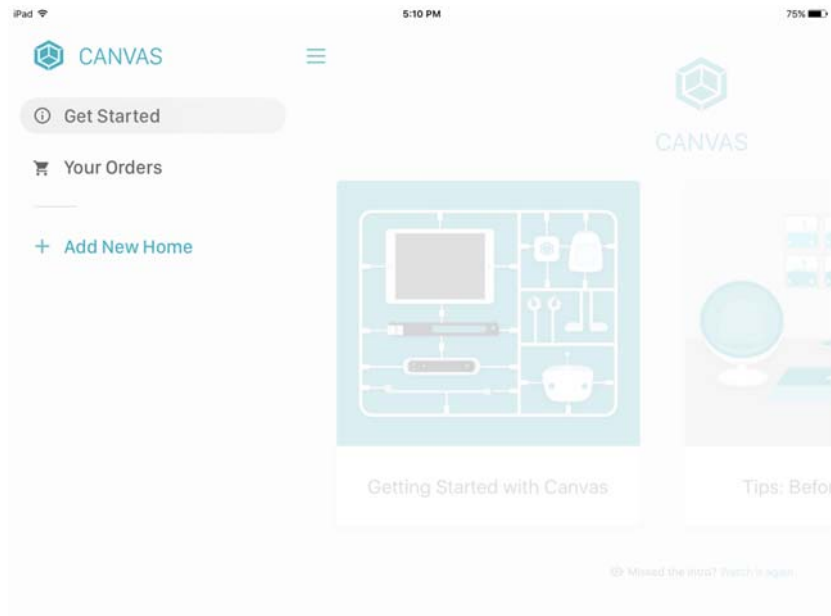 iPad
5:10 PM
75%
CANVAS
Get Started
Your Orders
+ Add New Home
CANVAS
Getting Started with Canvas
Tips: Befo
Missed the intro? Watch it again